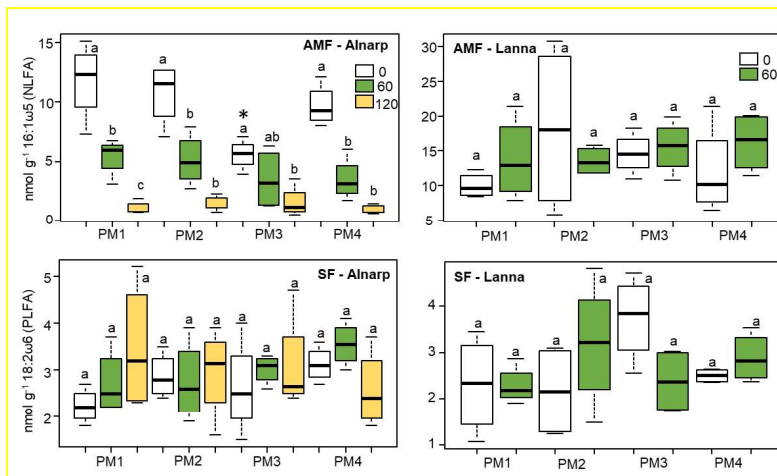 AMF - Alnarp
nmol g⁻¹ 16:1ω5 (NLFA)
15
10
5
0
0
60
120
a
b
c
a
b
b
*
a
ab
b
a
b
b
PM1
PM2
PM3
PM4
AMF - Lanna
30
25
20
15
10
5
0
60
a
a
a
a
a
a
a
a
PM1
PM2
PM3
PM4
SF - Alnarp
nmol g⁻¹ 18:2ω6 (PLFA)
5
4
3
2
a
a
a
a
a
a
a
a
a
a
a
a
PM1
PM2
PM3
PM4
SF - Lanna
4
3
2
1
a
a
a
a
a
a
a
a
PM1
PM2
PM3
PM4